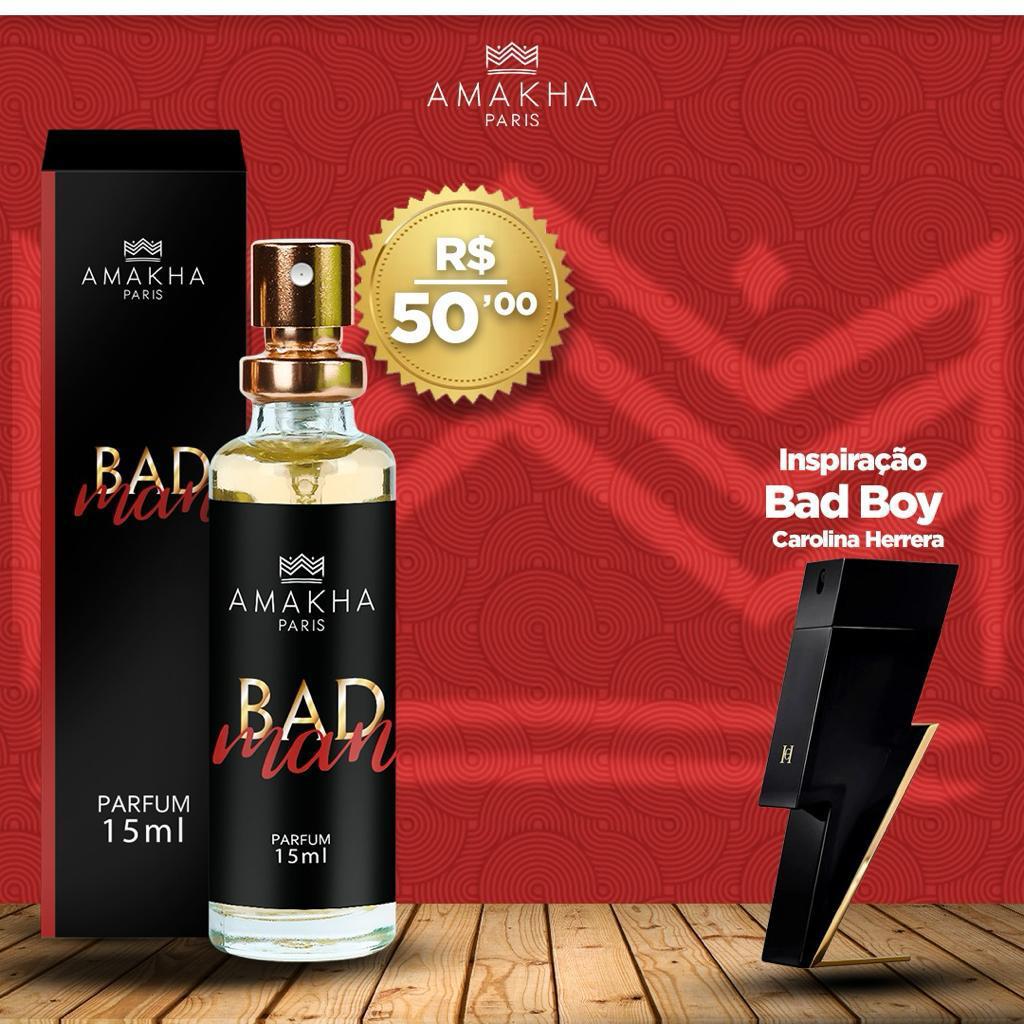 AMAKHA
PARIS
AMAKHA
PARIS
BAD
man
PARFUM
15ml
R$
50’00
AMAKHA
PARIS
BAD
man
PARFUM
15ml
Inspiração
Bad Boy
Carolina Herrera